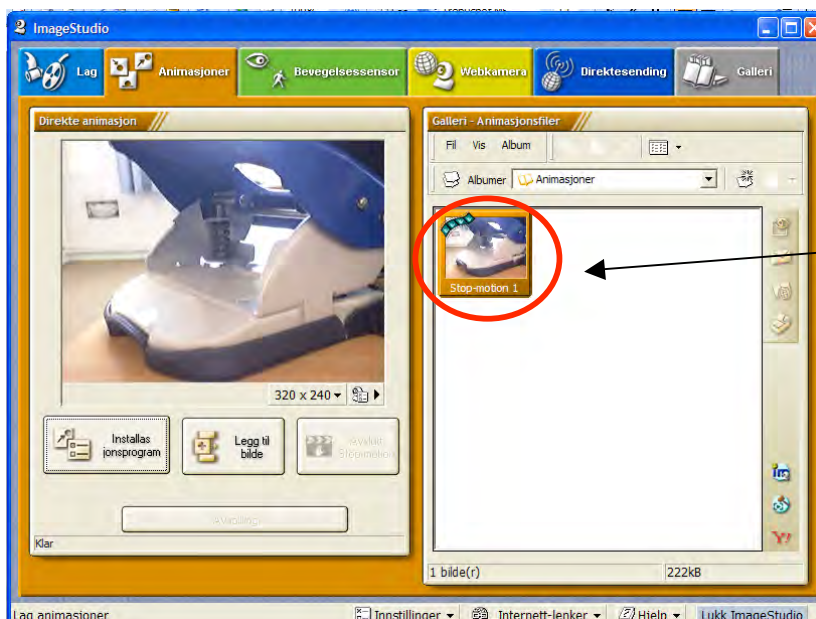 ImageStudio
Lag
Animasjoner
Bevegelsessensor
Webkamera
Direktesending
Galleri
Direkte animasjon
320 x 240
Installas
jonsprogram
Legg til
bilde
Avslutt
Klar
Galleri - Animasjonsfiler
Fil Vis Album
Albumer Animasjoner
Stop-motion 1
1 bilde(r) 222kB
Lag animasjoner Innstillinger Internett-lenker Hjelp Lukk ImageStudio